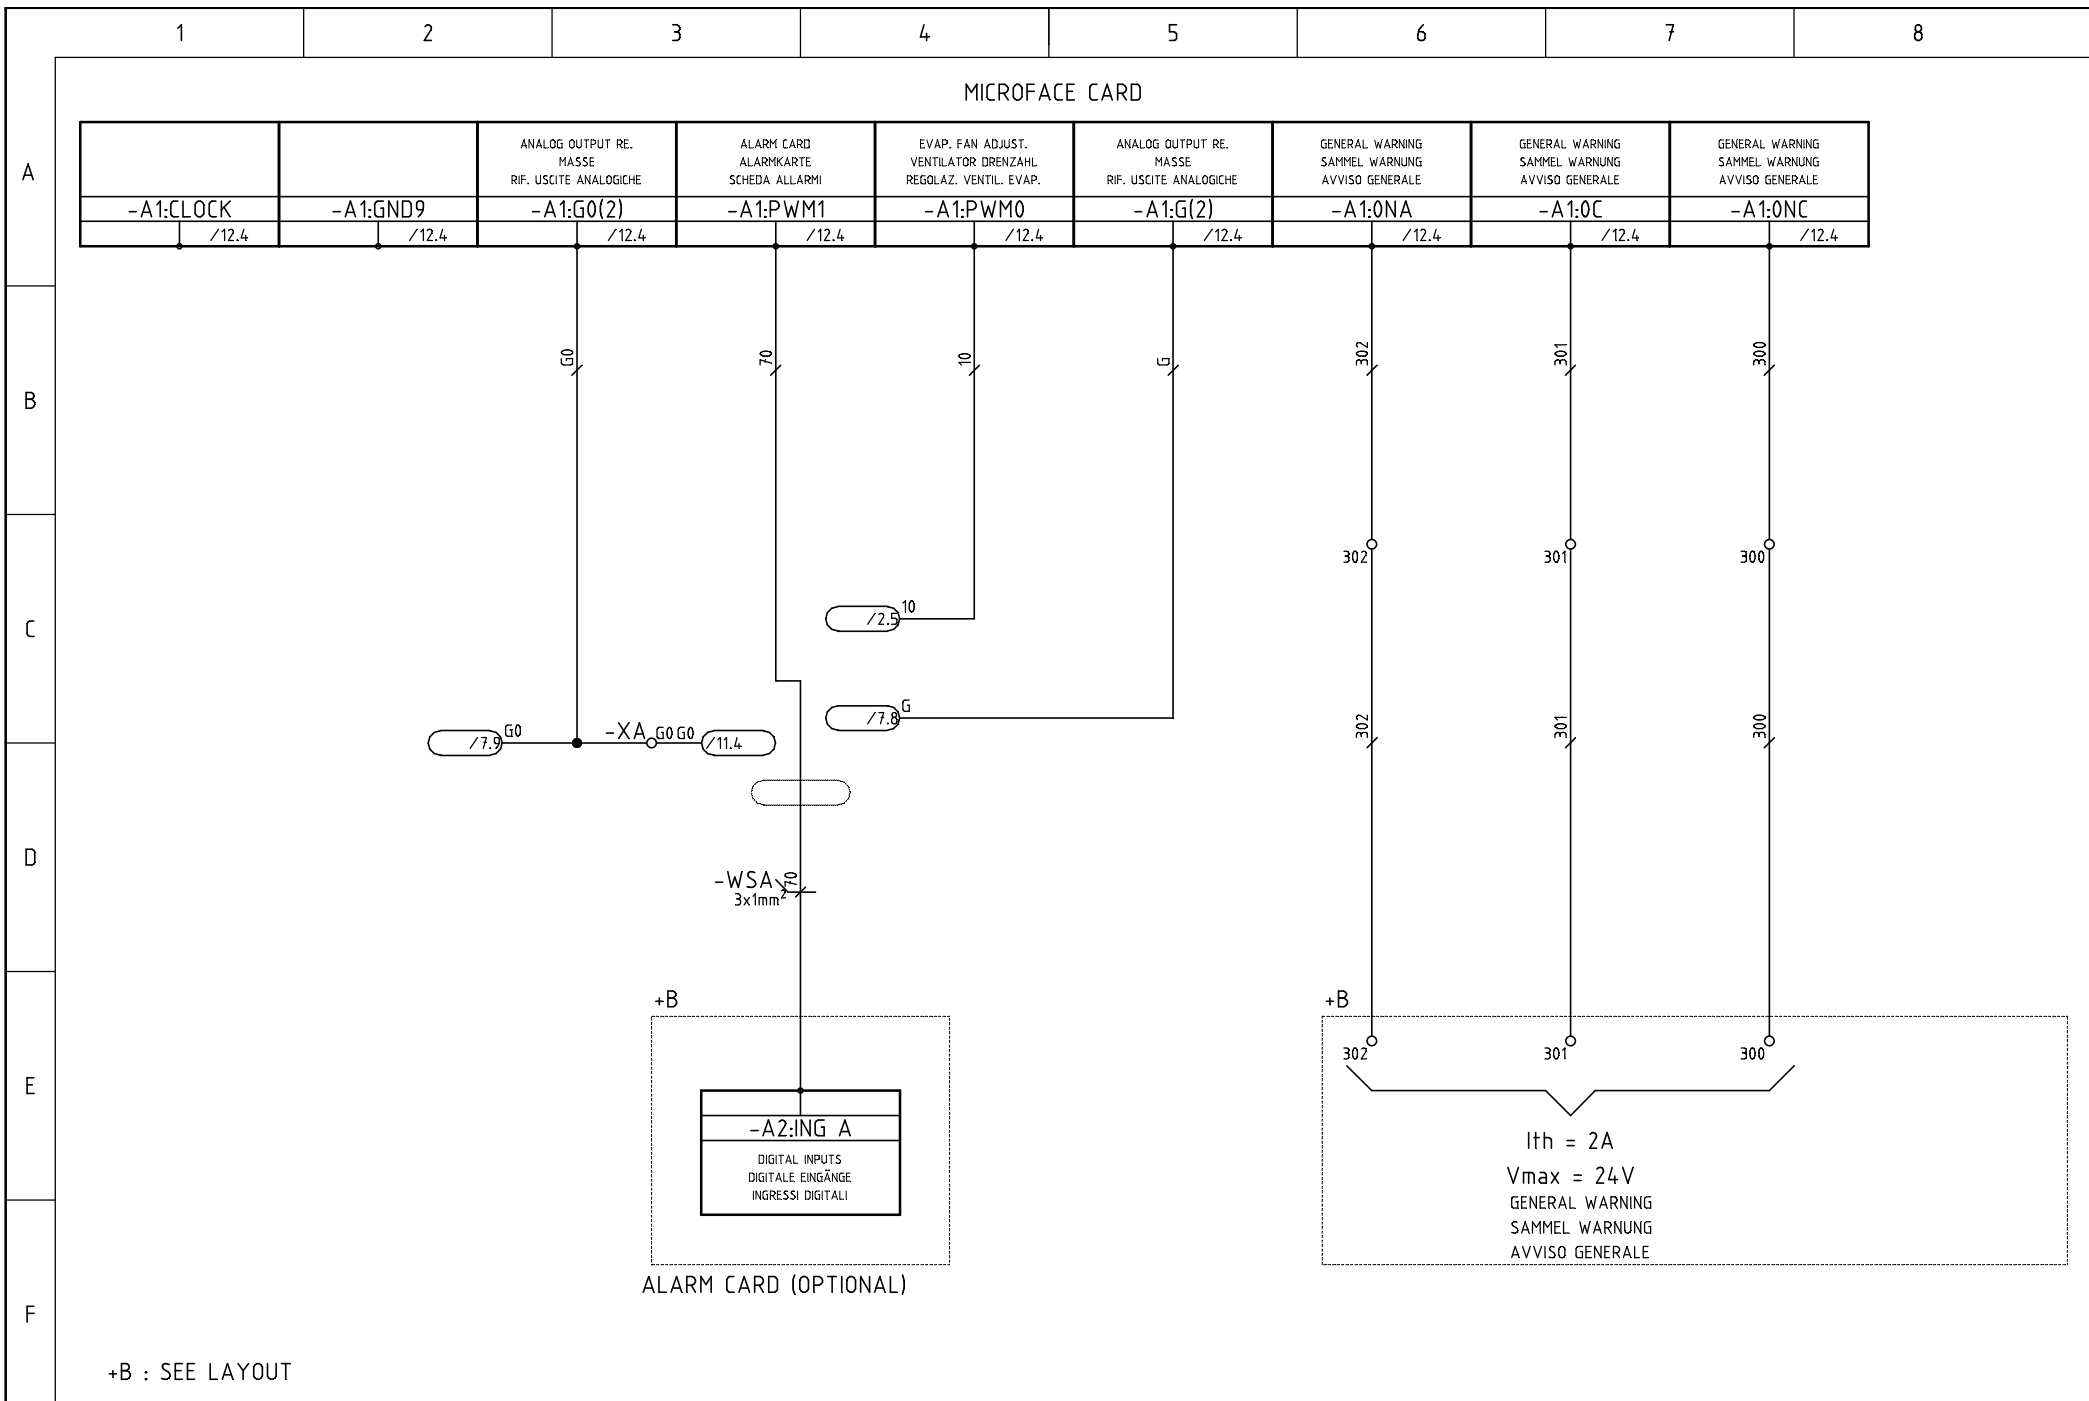 1 2 3 4 5 6 7 8
MICROFACE CARD
A
ANALOG OUTPUT RE.
MASSE
RIF. USCITE ANALOGICHE
ALARM CARD
ALARMKARTE
SCHEDA ALLARMI
EVAP. FAN ADJUST.
VENTILATOR DRENZAHL
REGOLAZ. VENTIL. EVAP.
ANALOG OUTPUT RE.
MASSE
RIF. USCITE ANALOGICHE
GENERAL WARNING
SAMMEL WARNUNG
AVVISO GENERALE
GENERAL WARNING
SAMMEL WARNUNG
AVVISO GENERALE
GENERAL WARNING
SAMMEL WARNUNG
AVVISO GENERALE
-A1:CLOCK -A1:GND9 -A1:G0(2) -A1:PWM1 -A1:PWM0 -A1:G(2) -A1:0NA -A1:0C -A1:0NC
/12.4 /12.4 /12.4 /12.4 /12.4 /12.4 /12.4 /12.4 /12.4
G0 70 10 G 302 301 300
B
302 301 300
C
/2.5 10
/7.8 G
/7.9 G0 -XA G0 G0 /11.4
302 301 300
D
-WSA 70
3x1mm²
+B +B
302 301 300
E
-A2:ING A
DIGITAL INPUTS
DIGITALE EINGÄNGE
INGRESSI DIGITALI
Ith = 2A
Vmax = 24V
GENERAL WARNING
SAMMEL WARNUNG
AVVISO GENERALE
ALARM CARD (OPTIONAL)
F
+B : SEE LAYOUT